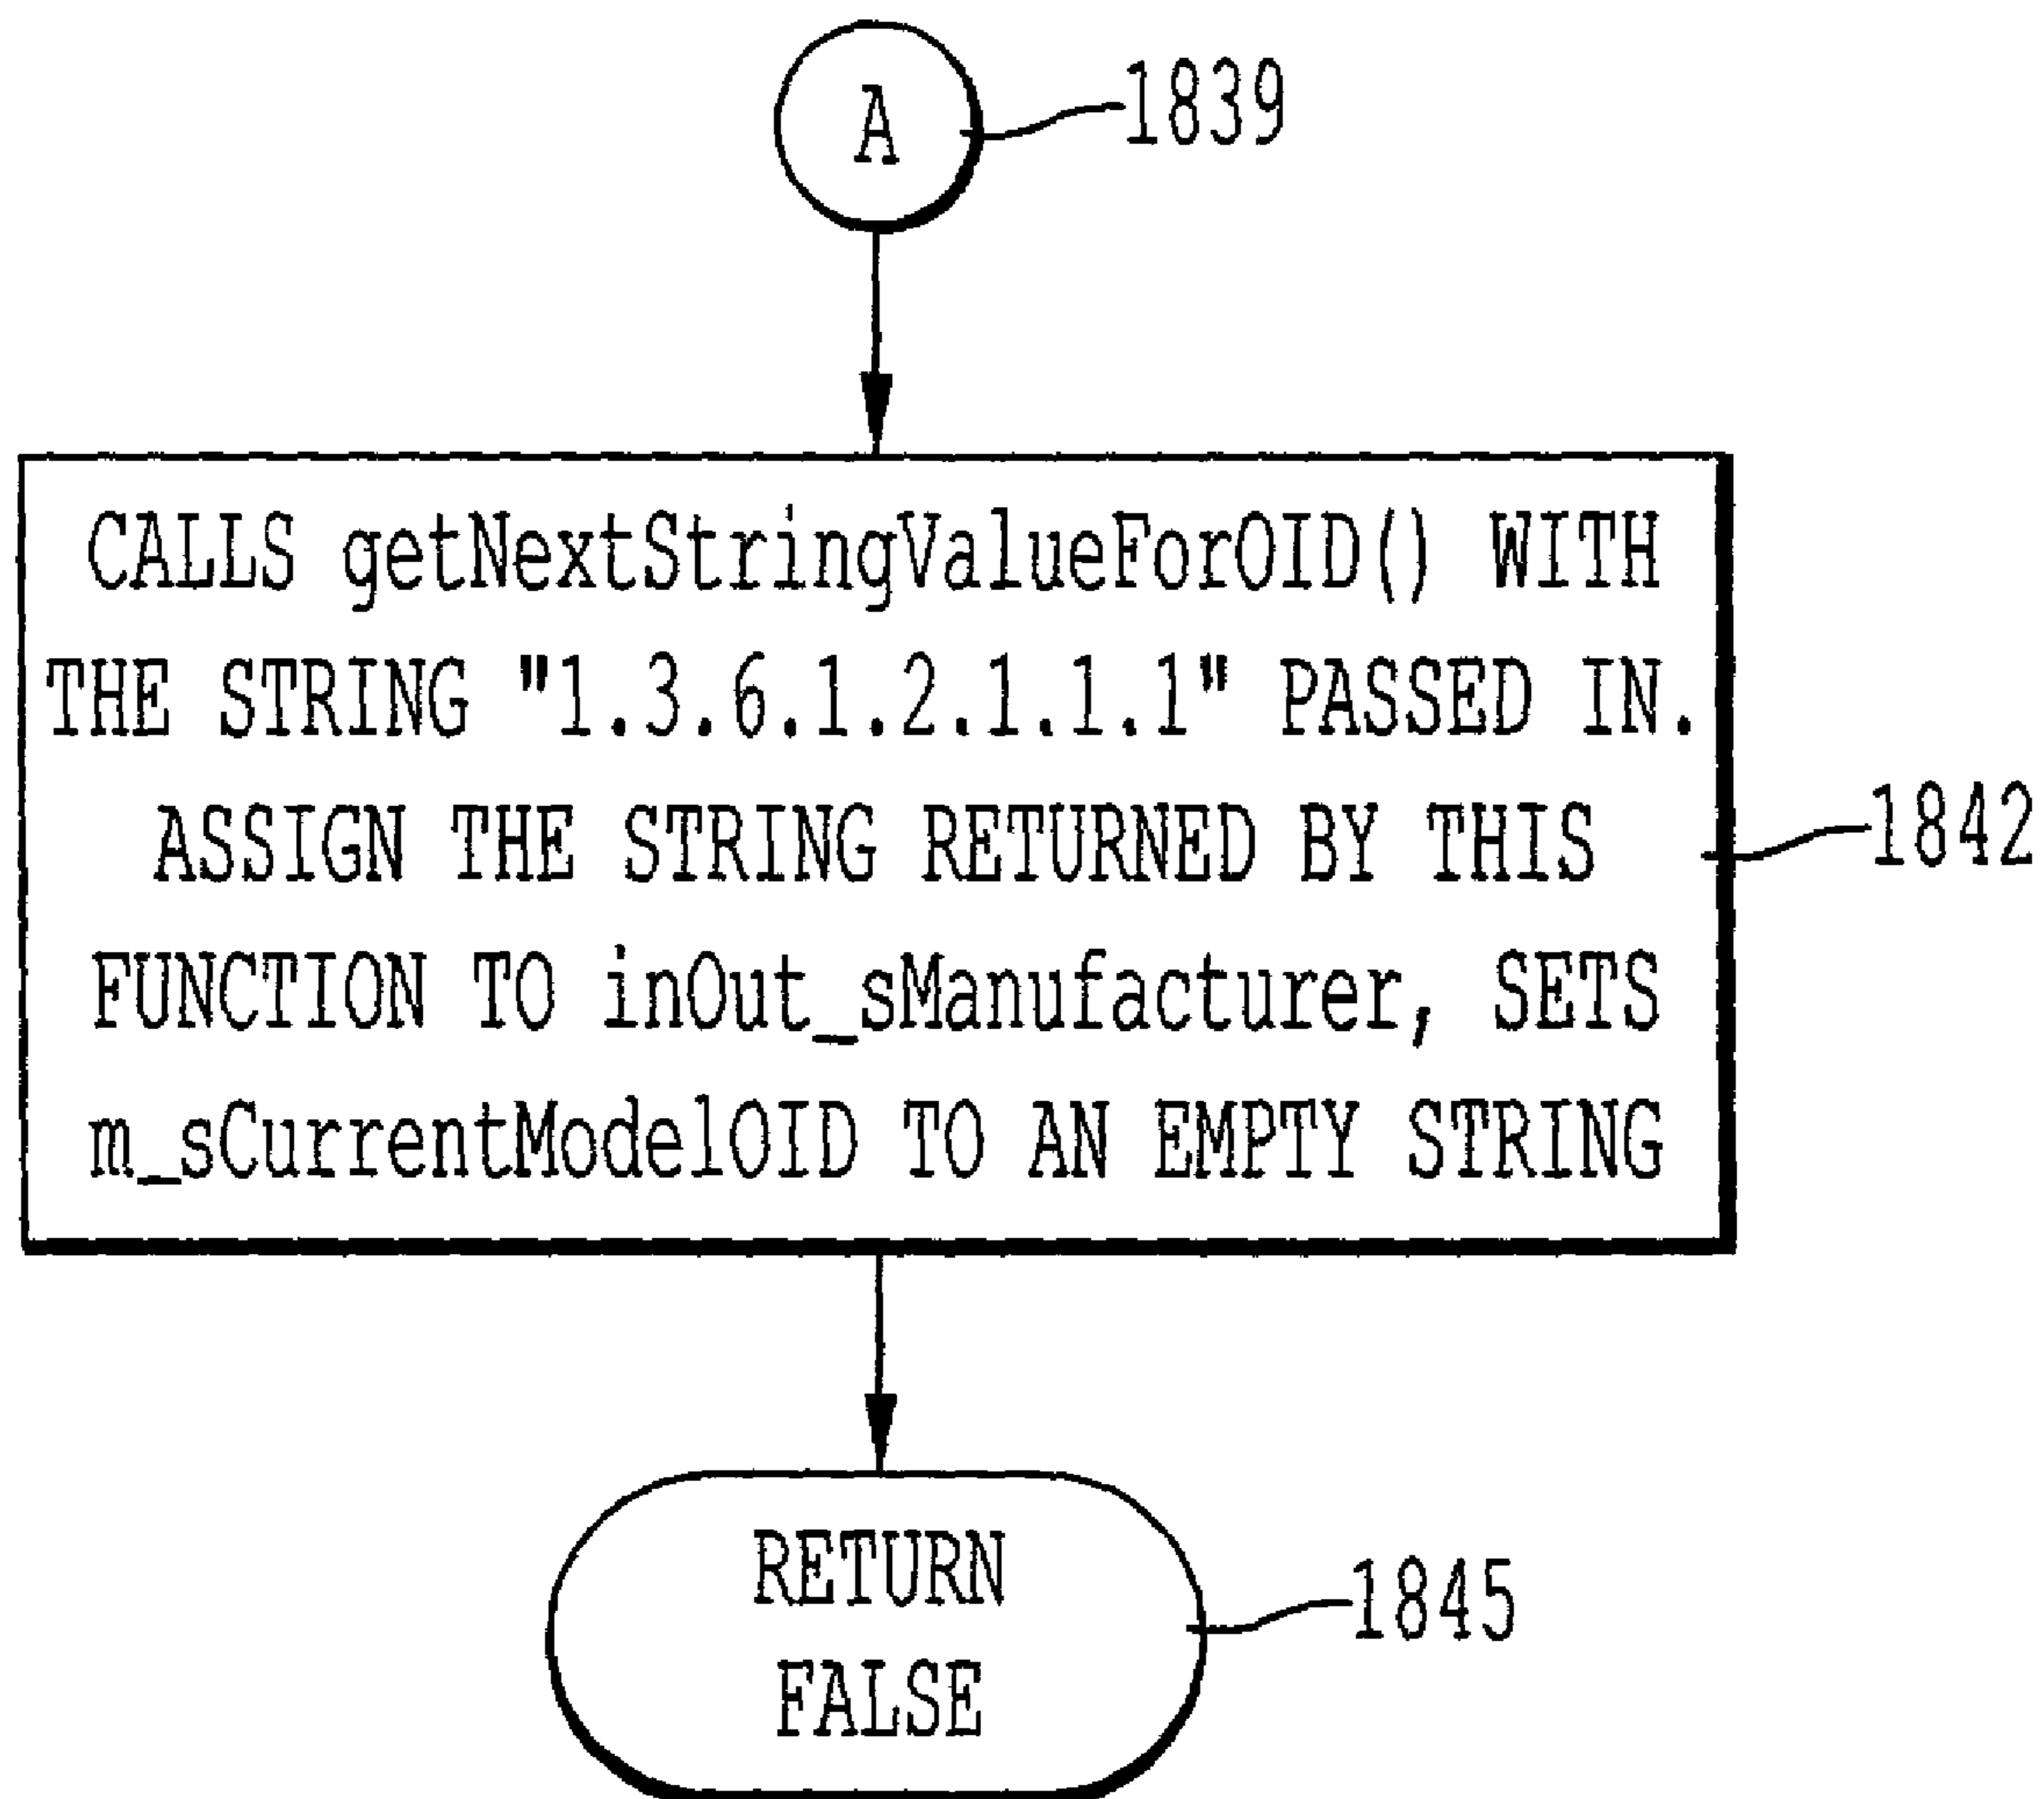 A
1839
CALLS getNextStringValueForOID() WITH
THE STRING "1.3.6.1.2.1.1.1" PASSED IN.
ASSIGN THE STRING RETURNED BY THIS
FUNCTION TO inOut_sManufacturer, SETS
m_sCurrentModelOID TO AN EMPTY STRING
1842
RETURN
FALSE
1845